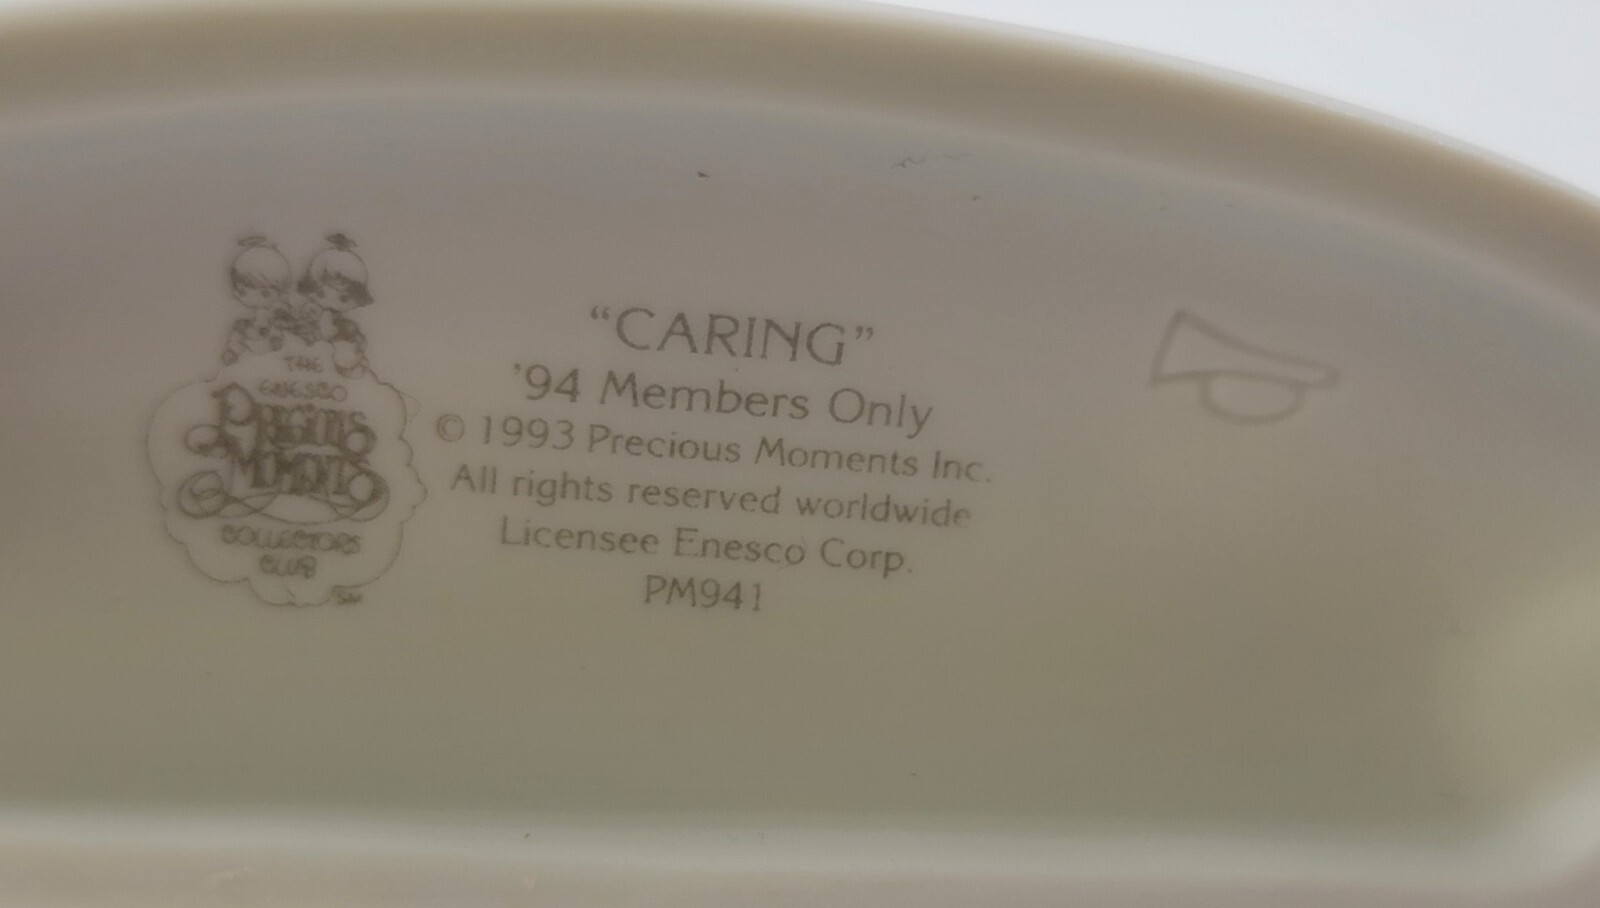 THE
ENESCO
PRECIOUS
MOMENTS
COLLECTORS
CLUB
SM
“CARING”
’94 Members Only
© 1993 Precious Moments Inc.
All rights reserved worldwide
Licensee Enesco Corp.
PM941